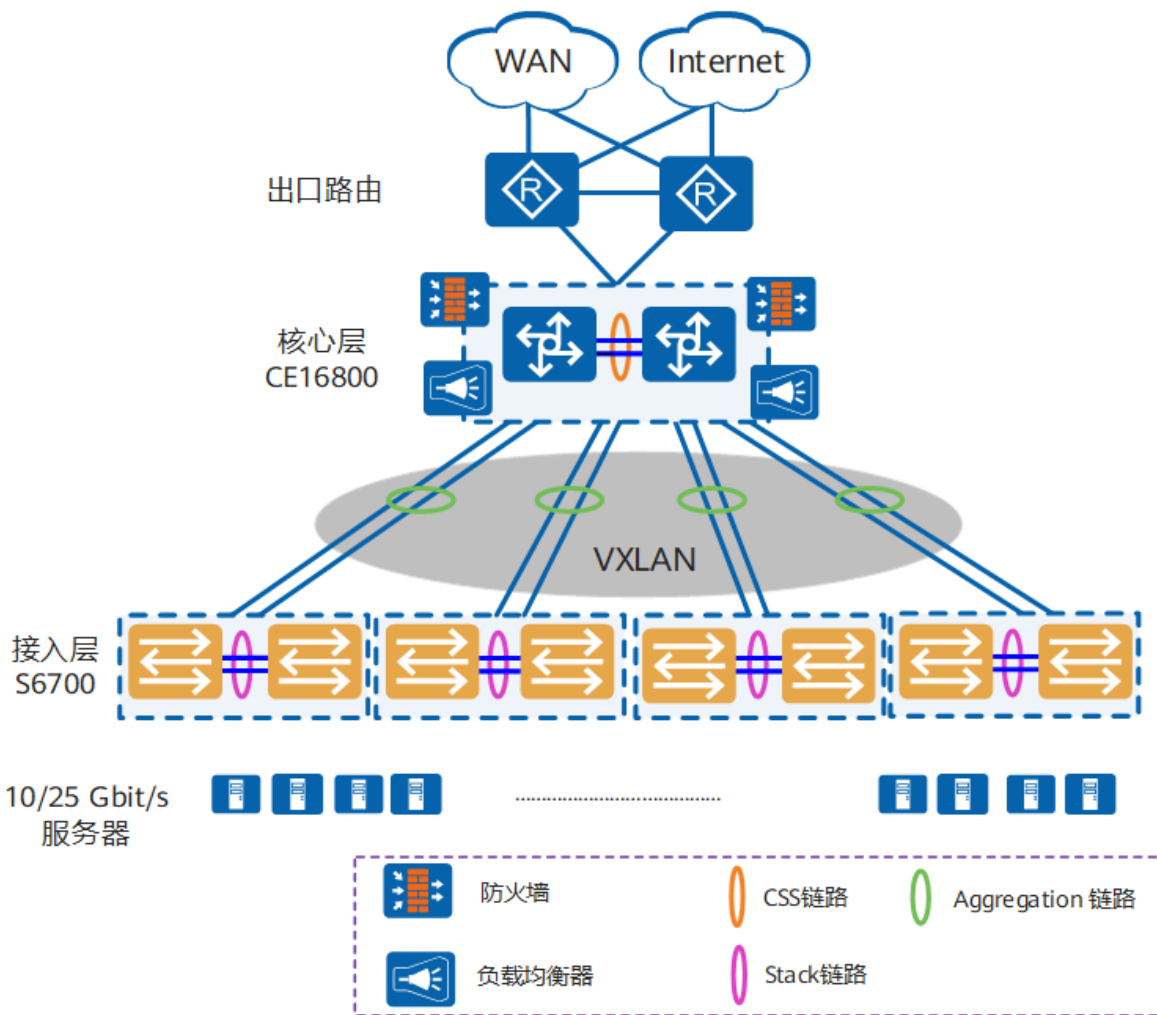 WAN
Internet
出口路由
R
R
核心层
CE16800
VXLAN
接入层
S6700
10/25 Gbit/s
服务器
防火墙
CSS链路
Aggregation 链路
负载均衡器
Stack链路